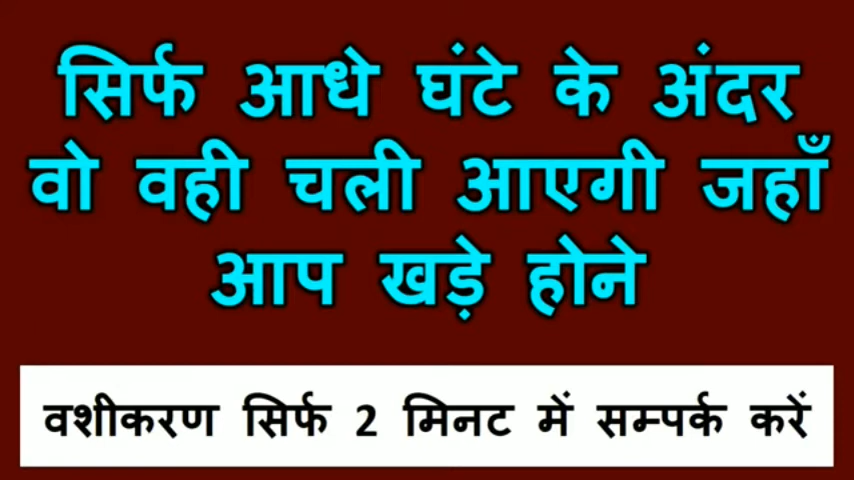 सिर्फ आधे घंटे के अंदर
वो वही चली आएगी जहाँ
आप खड़े होने
वशीकरण सिर्फ 2 मिनट में सम्पर्क करें